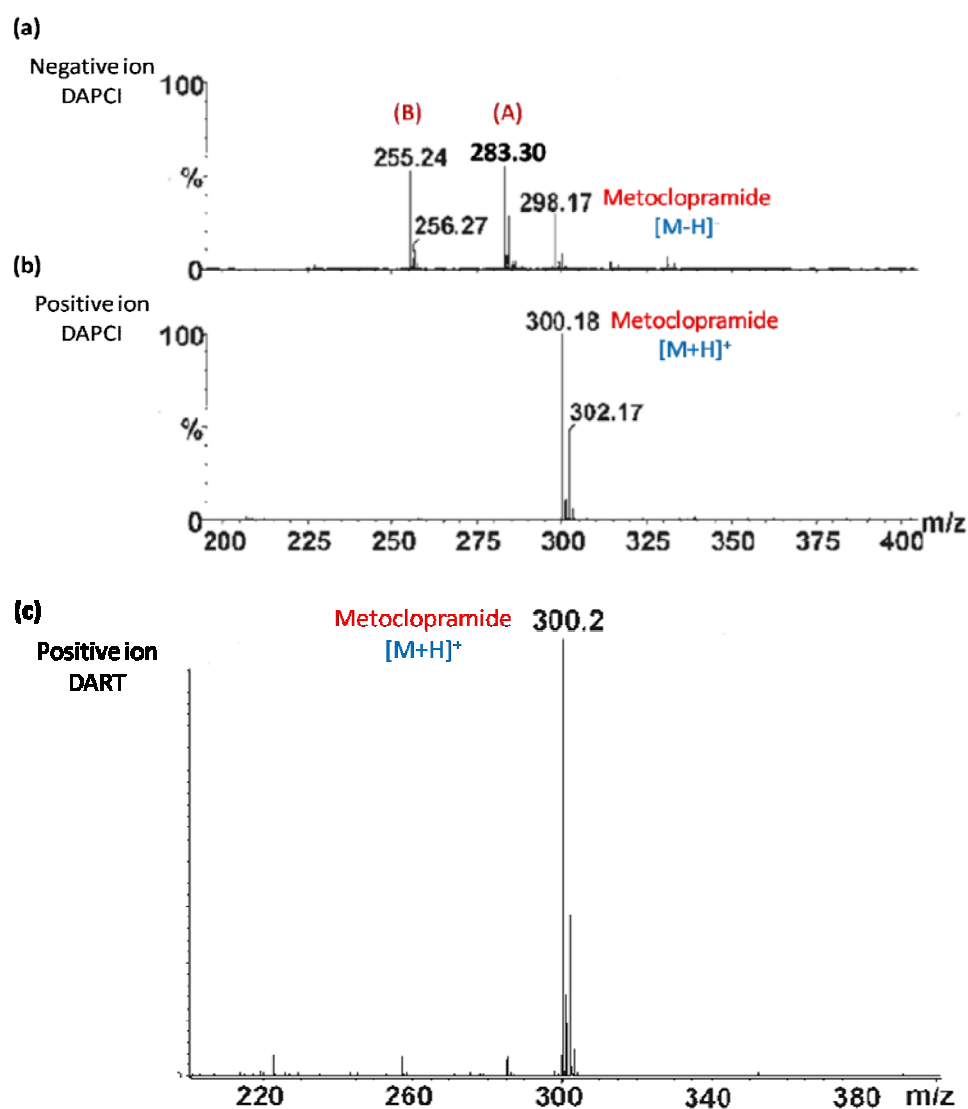 (a)
Negative ion
DAPCI
100
%
0
(B)
(A)
255.24
283.30
256.27
298.17
Metoclopramide
[M-H]⁻
(b)
Positive ion
DAPCI
100
%
0
300.18
Metoclopramide
[M+H]⁺
302.17
200 225 250 275 300 325 350 375 400 m/z
(c)
Positive ion
DART
Metoclopramide
[M+H]⁺
300.2
220 260 300 340 380 m/z